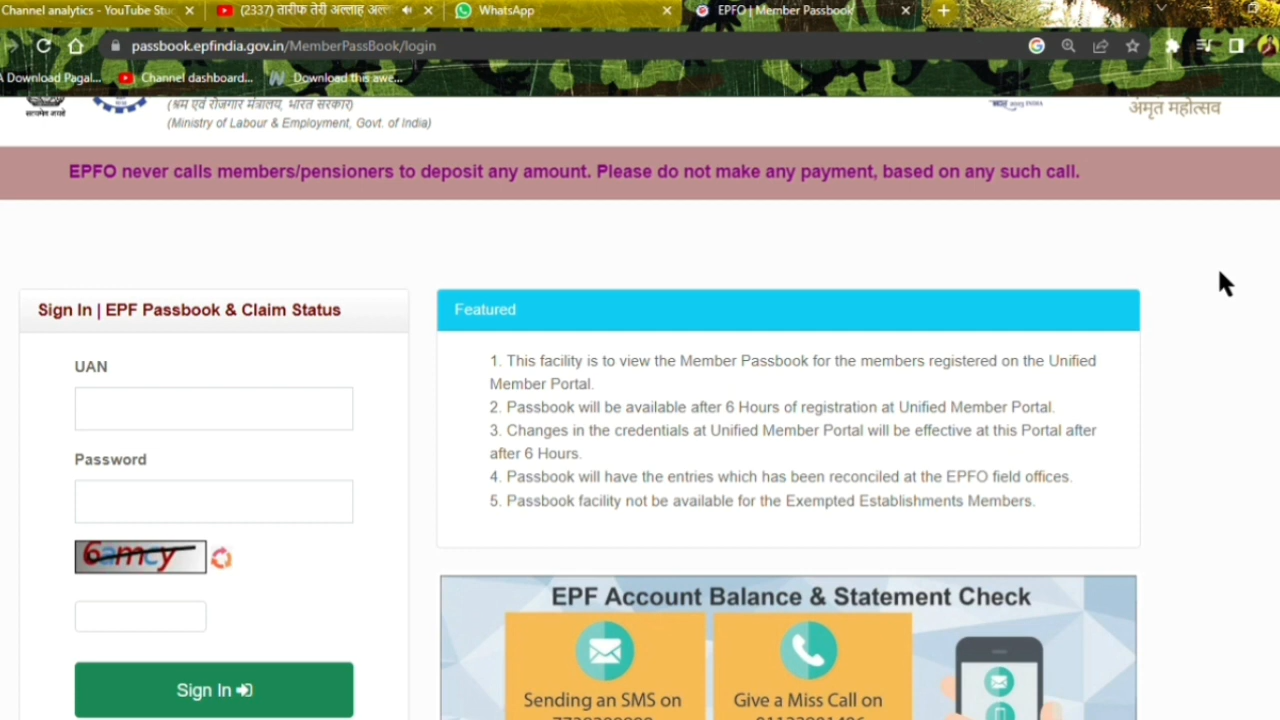 Channel analytics - YouTube Stu
(2337) तारीफ तेरी अल्लाह अल्ल
WhatsApp
EPFO | Member Passbook
passbook.epfindia.gov.in/MemberPassBook/login
A Download Pagal...
Channel dashboard...
Download this awe...
सत्यमेव जयते
(श्रम एवं रोजगार मंत्रालय, भारत सरकार)
(Ministry of Labour & Employment, Govt. of India)
अमृत महोत्सव
EPFO never calls members/pensioners to deposit any amount. Please do not make any payment, based on any such call.
Sign In | EPF Passbook & Claim Status
UAN
Password
6amcy
Sign In
Featured
1. This facility is to view the Member Passbook for the members registered on the Unified
Member Portal.
2. Passbook will be available after 6 Hours of registration at Unified Member Portal.
3. Changes in the credentials at Unified Member Portal will be effective at this Portal after
after 6 Hours.
4. Passbook will have the entries which has been reconciled at the EPFO field offices.
5. Passbook facility not be available for the Exempted Establishments Members.
EPF Account Balance & Statement Check
Sending an SMS on
Give a Miss Call on